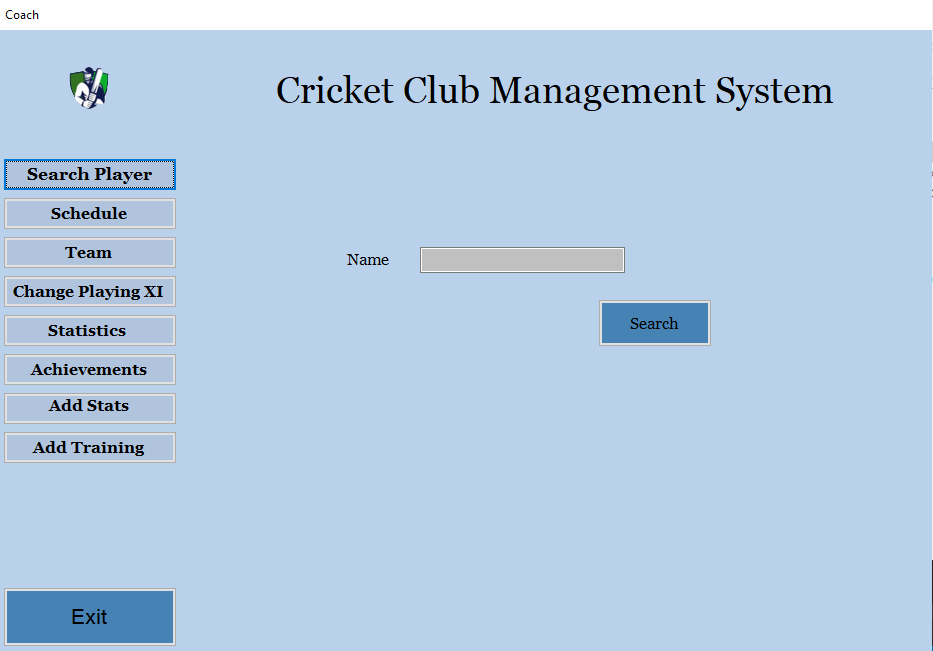 Coach
Cricket Club Management System
Search Player
Schedule
Team
Change Playing XI
Statistics
Achievements
Add Stats
Add Training
Name
Search
Exit